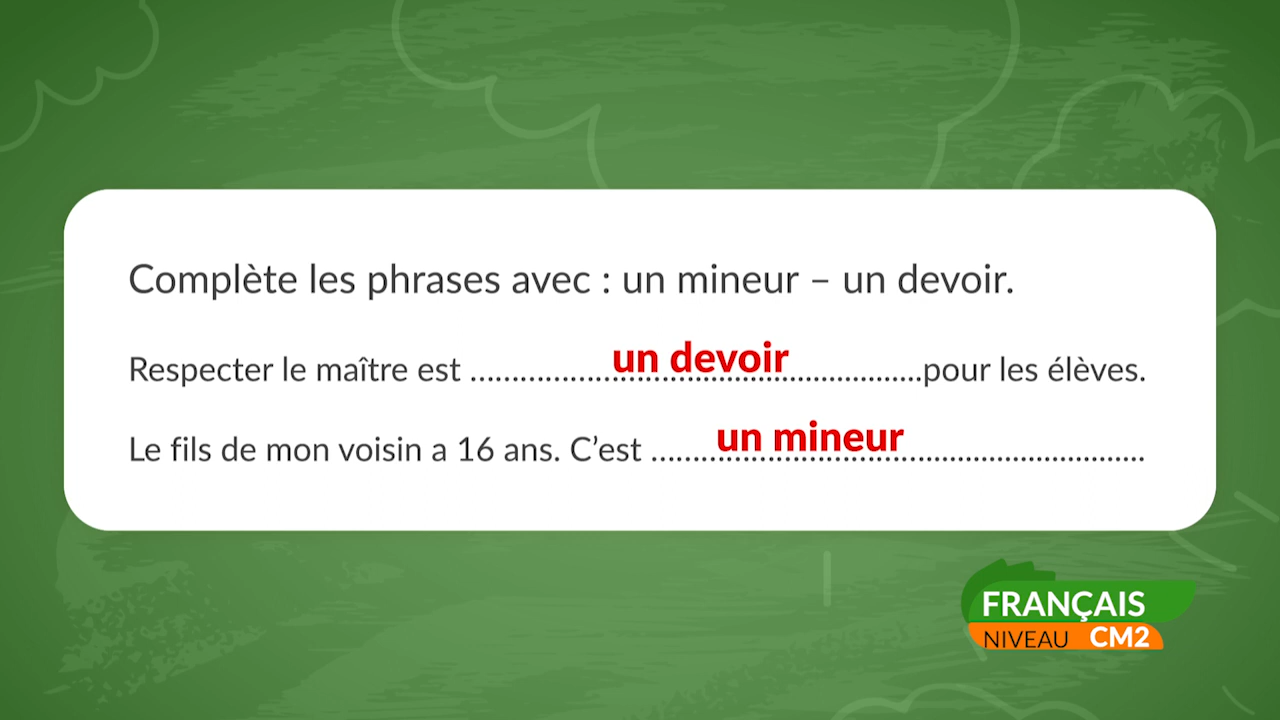 Complète les phrases avec : un mineur – un devoir.
Respecter le maître est ........................un devoir........................pour les élèves.
Le fils de mon voisin a 16 ans. C’est ........un mineur................................
FRANÇAIS
NIVEAU CM2